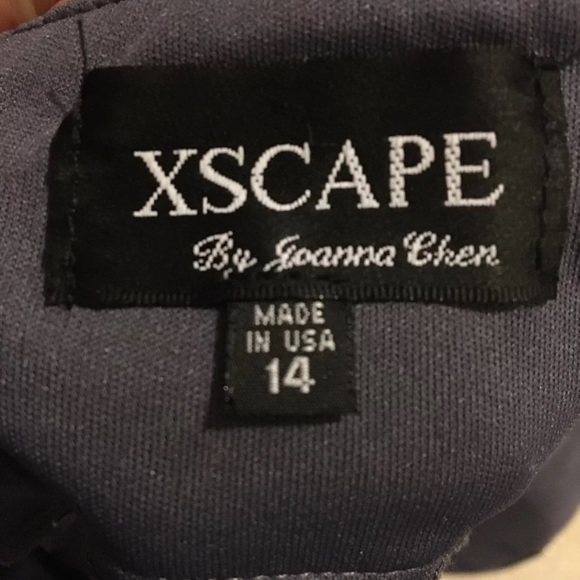 XSCAPE
By Joanna Chen
MADE
IN USA
14